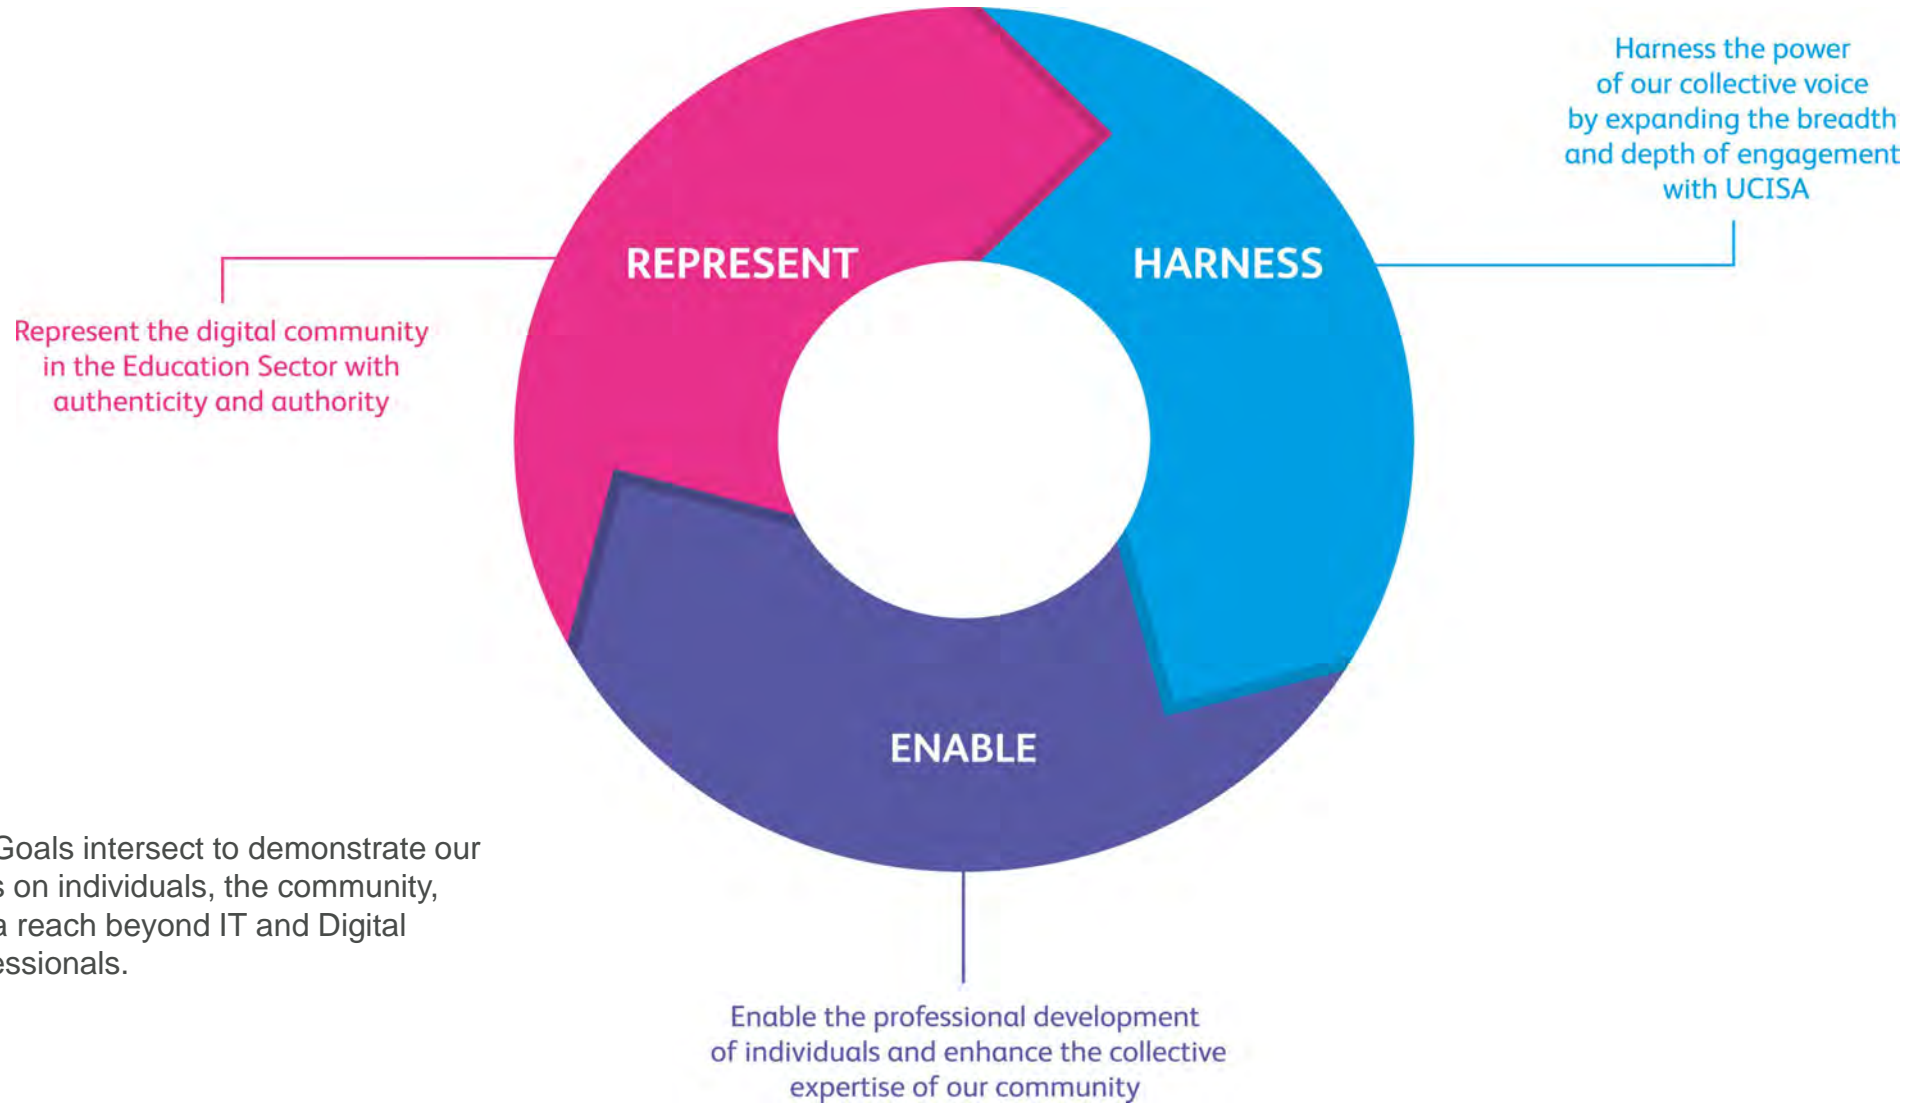 Harness the power
of our collective voice
by expanding the breadth
and depth of engagement
with UCISA
REPRESENT
HARNESS
Represent the digital community
in the Education Sector with
authenticity and authority
ENABLE
Goals intersect to demonstrate our
s on individuals, the community,
a reach beyond IT and Digital
essionals.
Enable the professional development
of individuals and enhance the collective
expertise of our community